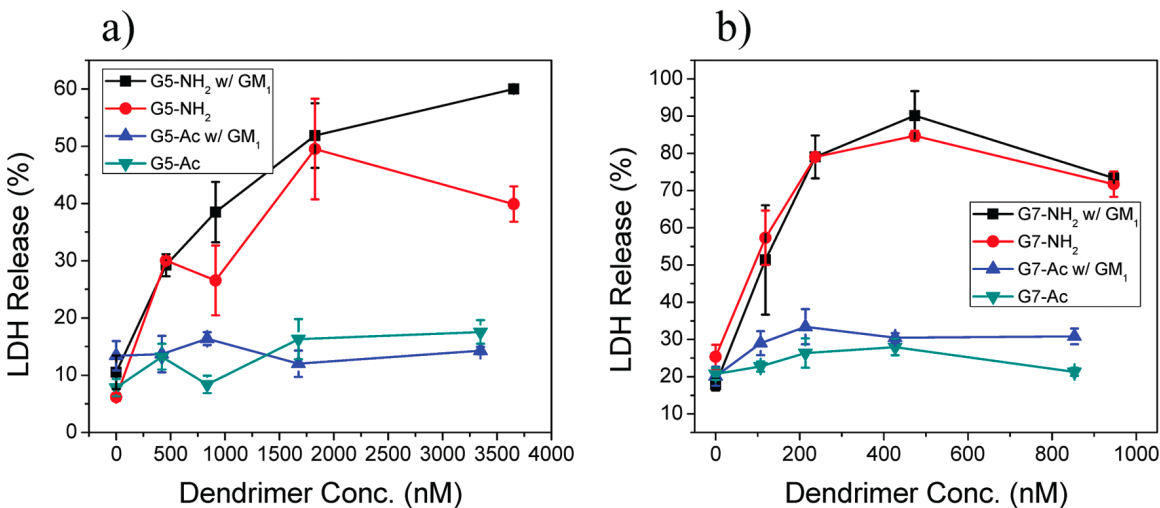 a)
LDH Release (%)
60
50
40
30
20
10
0
G5-NH₂ w/ GM₁
G5-NH₂
G5-Ac w/ GM₁
G5-Ac
0 500 1000 1500 2000 2500 3000 3500 4000
Dendrimer Conc. (nM)
b)
LDH Release (%)
100
90
80
70
60
50
40
30
20
10
G7-NH₂ w/ GM₁
G7-NH₂
G7-Ac w/ GM₁
G7-Ac
0 200 400 600 800 1000
Dendrimer Conc. (nM)